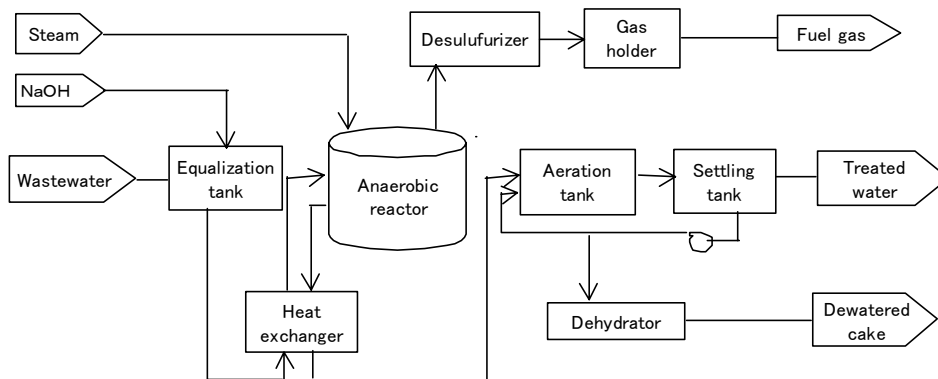 Steam
Desulufurizer
Gas
holder
Fuel gas
NaOH
Wastewater
Equalization
tank
Anaerobic
reactor
Aeration
tank
Settling
tank
Treated
water
Heat
exchanger
Dehydrator
Dewatered
cake